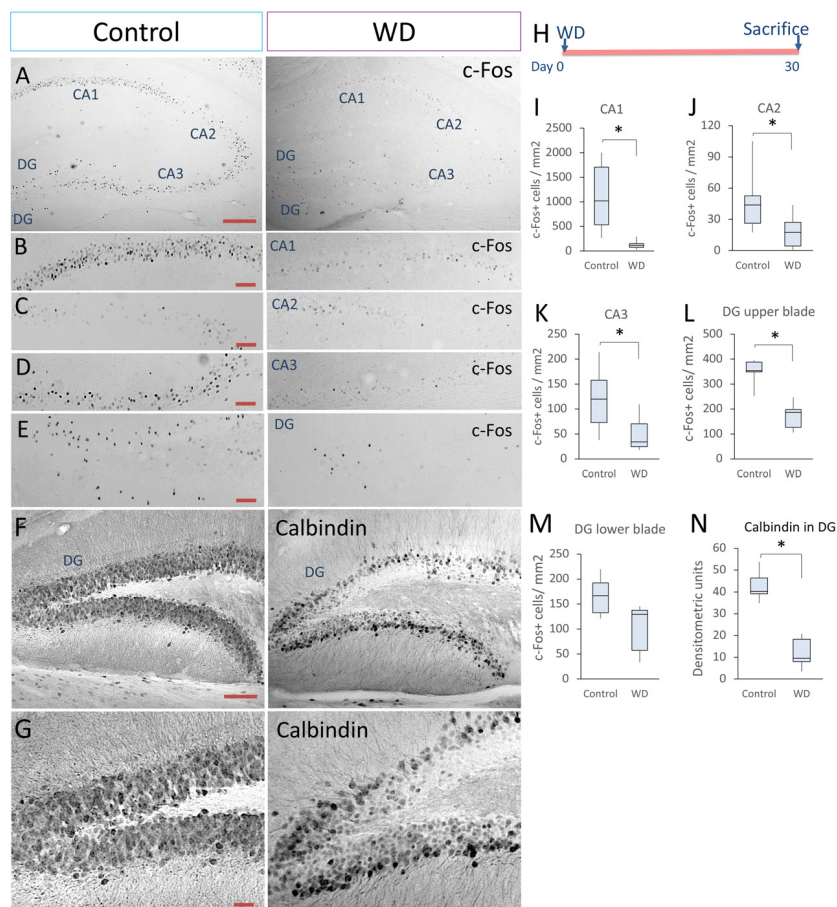 Control
WD
A
c-Fos
CA1
CA2
CA3
DG
DG
CA1
CA2
CA3
DG
DG
B
CA1
c-Fos
C
CA2
c-Fos
D.
CA3
c-Fos
E
DG
c-Fos
F
DG
Calbindin
DG
G
Calbindin
H
WD
Sacrifice
Day 0
30
I
CA1
c-Fos+ cells / mm2
2500
2000
1500
1000
500
0
*
Control
WD
J
CA2
c-Fos+ cells / mm2
120
90
60
30
0
*
Control
WD
K
CA3
c-Fos+ cells / mm2
250
200
150
100
50
0
*
Control
WD
L
DG upper blade
c-Fos+ cells / mm2
500
400
300
200
100
0
*
Control
WD
M
DG lower blade
c-Fos+ cells/ mm2
250
200
150
100
50
0
Control
WD
N
Calbindin in DG
Densitometric units
60
50
40
30
20
10
0
*
Control
WD